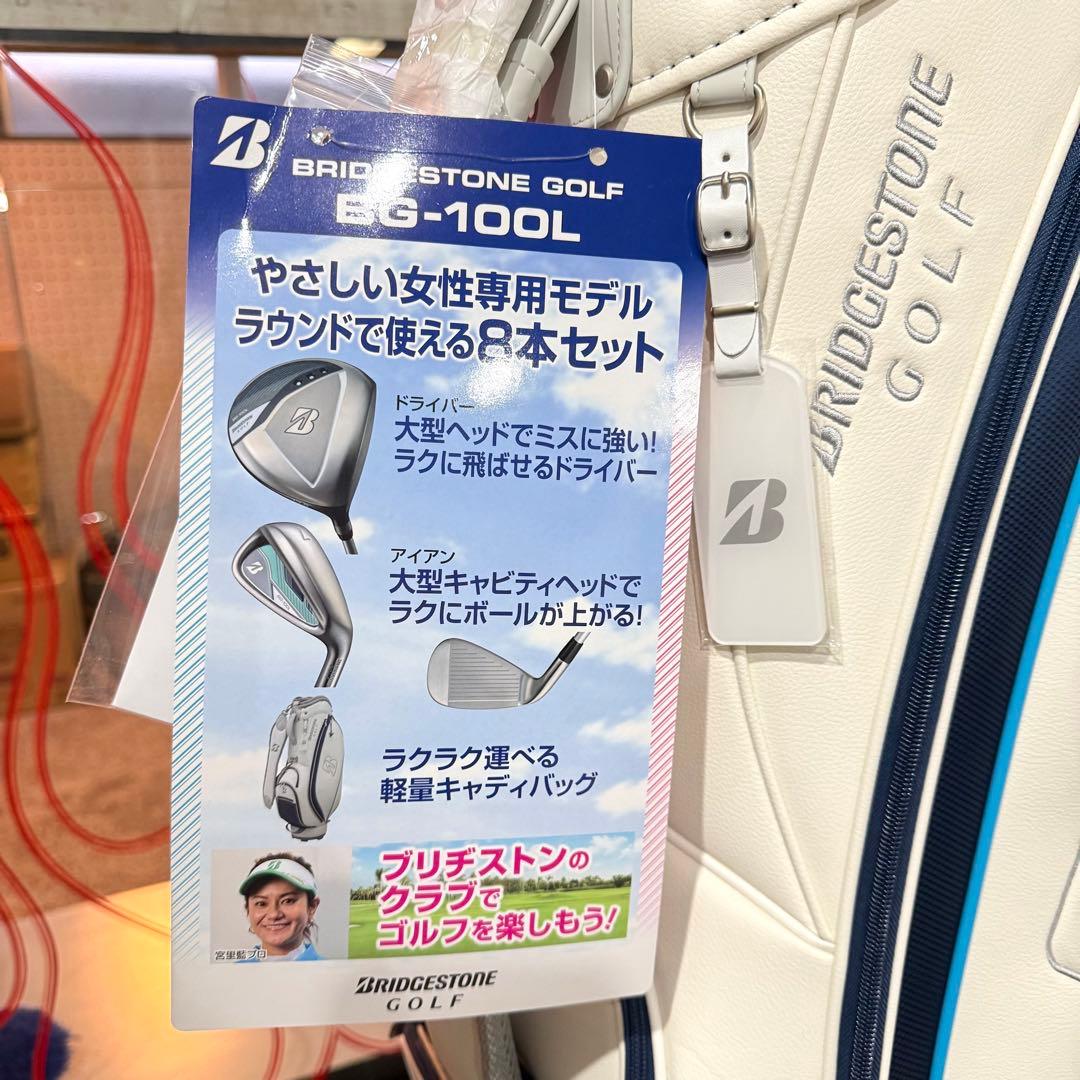 BRIDGESTONE GOLF
BG-100L
やさしい女性専用モデル
ラウンドで使える8本セット
ドライバー
大型ヘッドでミスに強い!
ラクに飛ばせるドライバー
アイアン
大型キャビティヘッドで
ラクにボールが上がる!
ラクラク運べる
軽量キャディバッグ
ブリヂストンの
クラブで
ゴルフを楽しもう!
宮里藍プロ
BRIDGESTONE
GOLF
BRIDGESTONE
GOLF